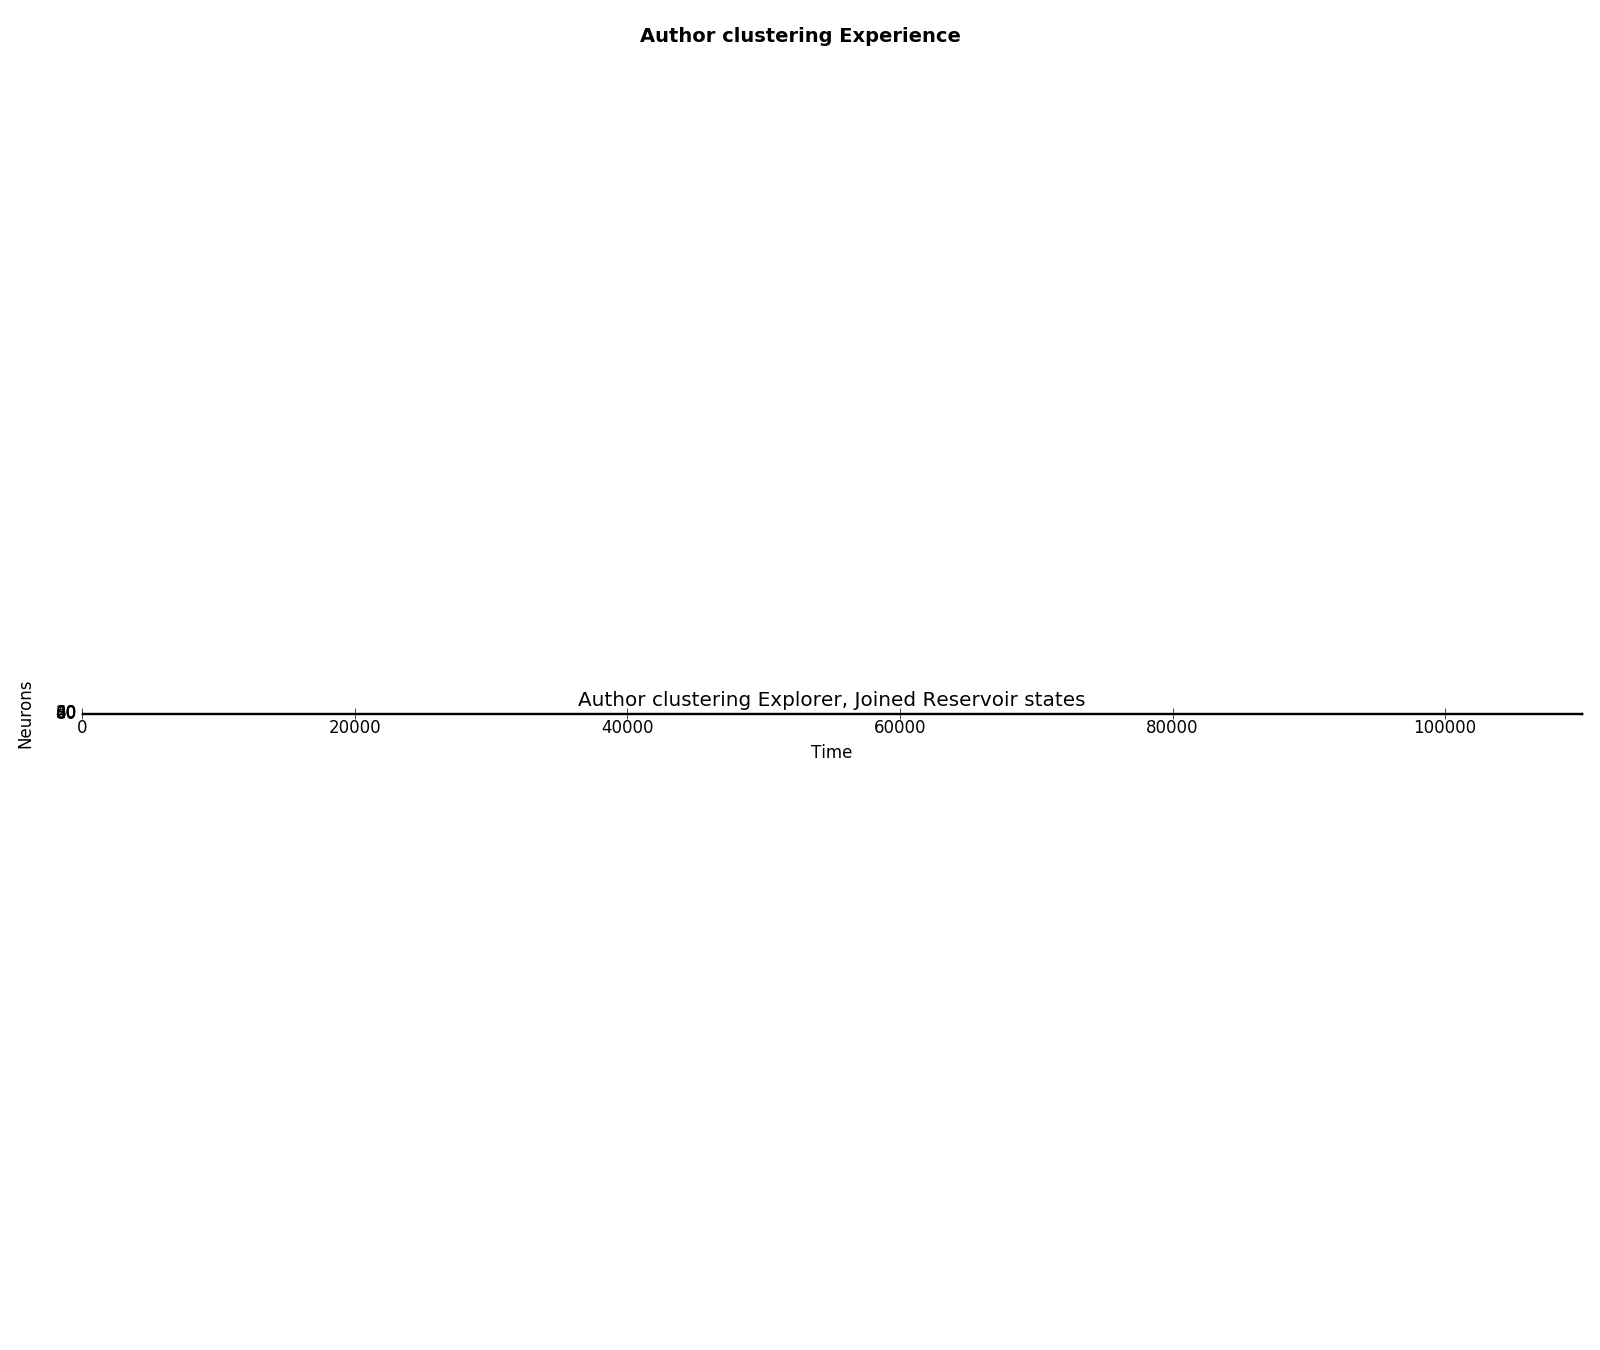 Author clustering Experience
Author clustering Explorer, Joined Reservoir states
Neurons
0 20000 40000 60000 80000 100000
Time